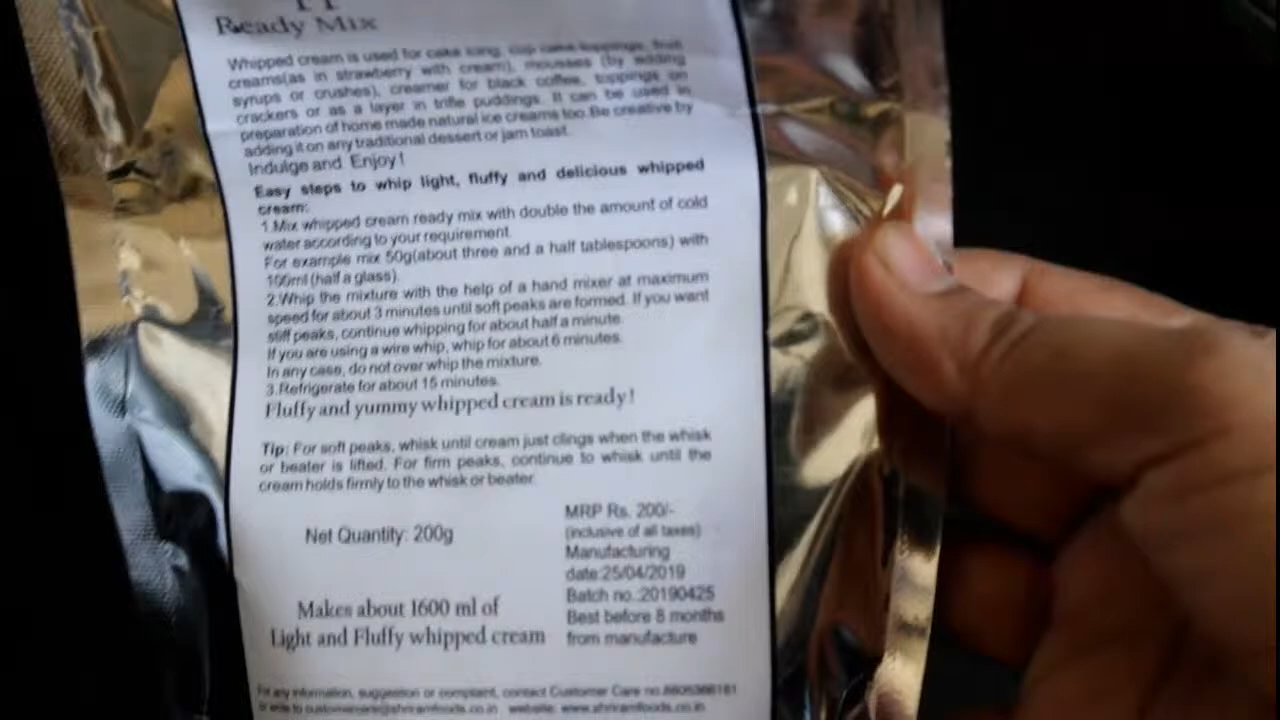 Ready Mix
Whipped cream is used for cake icing, cup cake toppings, fruit
creams(as in strawberry with cream), mousses (by adding
syrups or crushes), creamer for black coffee, toppings on
crackers or as a layer in trifle puddings. It can be used in
preparation of home made natural ice creams too.Be creative by
adding it on any traditional dessert or jam toast.
Indulge and Enjoy!
Easy steps to whip light, fluffy and delicious whipped
cream:
1.Mix whipped cream ready mix with double the amount of cold
water according to your requirement.
For example mix 50g(about three and a half tablespoons) with
100ml (half a glass).
2.Whip the mixture with the help of a hand mixer at maximum
speed for about 3 minutes until soft peaks are formed. If you want
stiff peaks, continue whipping for about half a minute.
If you are using a wire whip, whip for about 6 minutes.
In any case, do not over whip the mixture.
3.Refrigerate for about 15 minutes.
Fluffy and yummy whipped cream is ready!
Tip: For soft peaks, whisk until cream just clings when the whisk
or beater is lifted. For firm peaks, continue to whisk until the
cream holds firmly to the whisk or beater.
Net Quantity: 200g
Makes about 1600 ml of
Light and Fluffy whipped cream
MRP Rs. 200/-
(inclusive of all taxes)
Manufacturing
date:25/04/2019
Batch no.:20190425
Best before 8 months
from manufacture
For any information, suggestion or complaint, contact Customer Care no.
website: www.shriramfoods.co.in